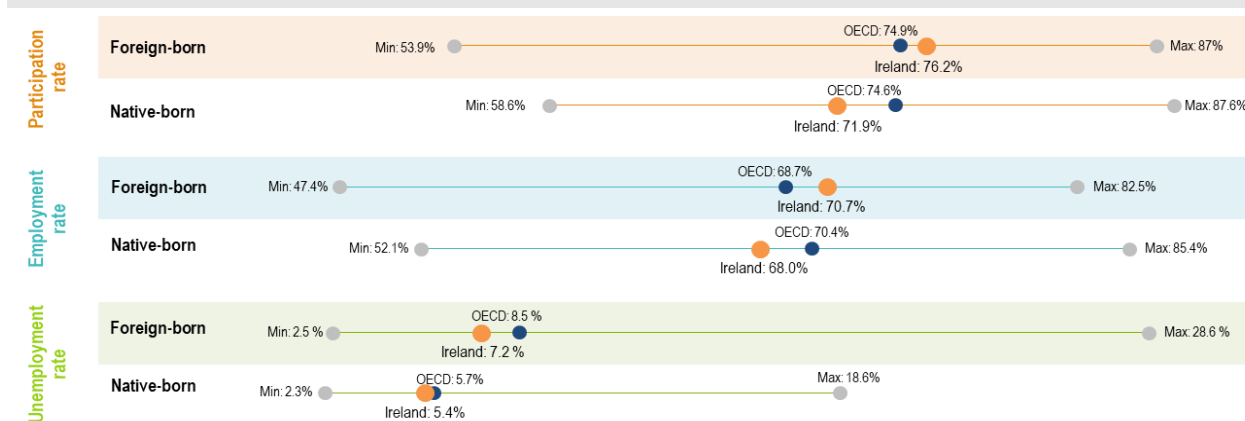 Participation
rate
Foreign-born
Min: 53.9%
OECD: 74.9%
Ireland: 76.2%
Max: 87%
Native-born
Min: 58.6%
OECD: 74.6%
Ireland: 71.9%
Max: 87.6%
Employment
rate
Foreign-born
Min: 47.4%
OECD: 68.7%
Ireland: 70.7%
Max: 82.5%
Native-born
Min: 52.1%
OECD: 70.4%
Ireland: 68.0%
Max: 85.4%
Unemployment
rate
Foreign-born
Min: 2.5 %
OECD: 8.5 %
Ireland: 7.2 %
Max: 28.6 %
Native-born
Min: 2.3%
OECD: 5.7%
Ireland: 5.4%
Max: 18.6%